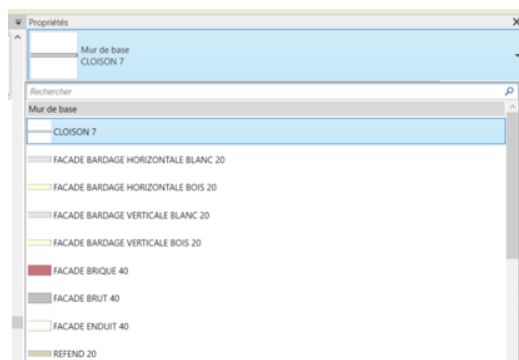 Propriétés
Mur de base
CLOISON 7
Rechercher
Mur de base
CLOISON 7
FACADE BARDAGE HORIZONTALE BLANC 20
FACADE BARDAGE HORIZONTALE BOIS 20
FACADE BARDAGE VERTICALE BLANC 20
FACADE BARDAGE VERTICALE BOIS 20
FACADE BRIQUE 40
FACADE BRUT 40
FACADE ENDUIT 40
REFEND 20